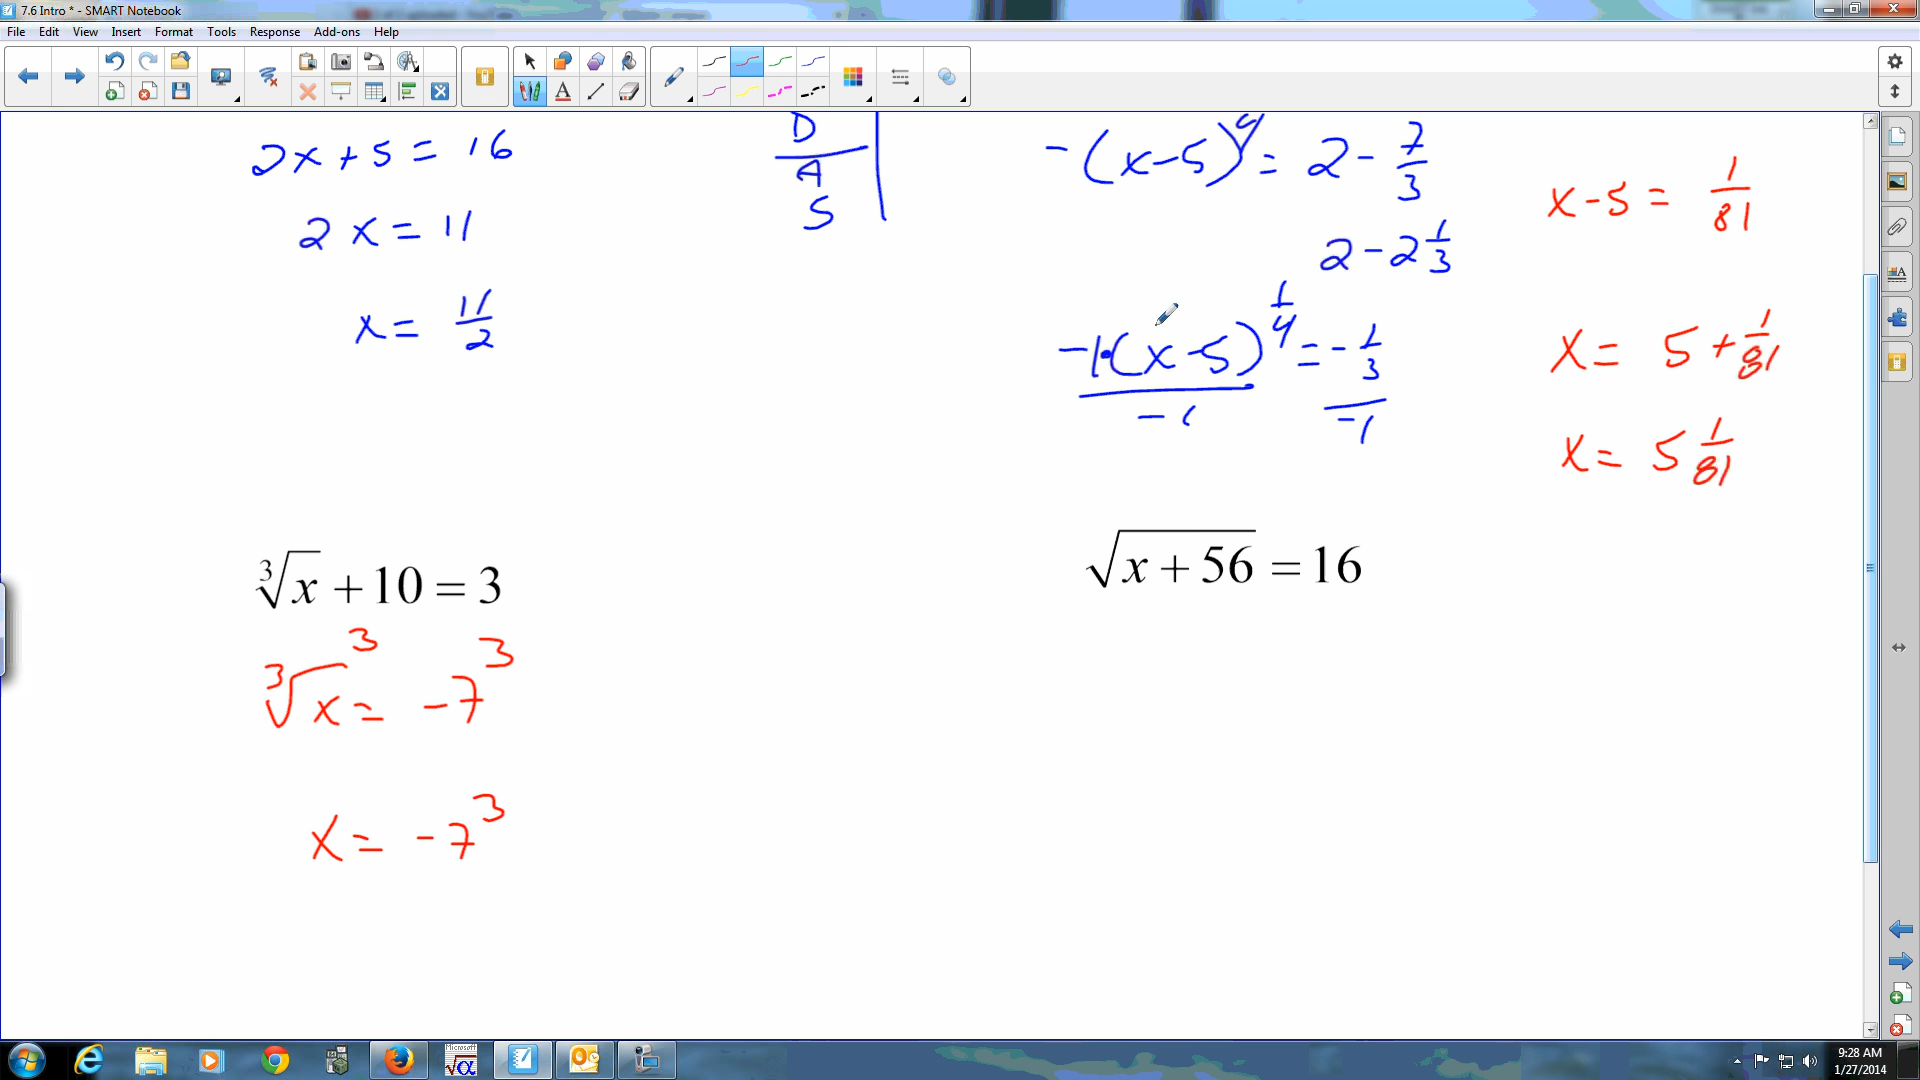 7.6 Intro * - SMART Notebook
File Edit View Insert Format Tools Response Add-ons Help
2x + 5 = 16
2x = 11
x = 11/2
D
A
S
2 - 7/3
2 - 2 1/3
-1·(x-5)^(1/4) = -1/3
-1 -1
x-5 = 1/81
x = 5 + 1/81
x = 5 1/81
∛x + 10 = 3
∛x^3 = -7^3
x = -7^3
√(x + 56) = 16
9:28 AM
1/27/2014